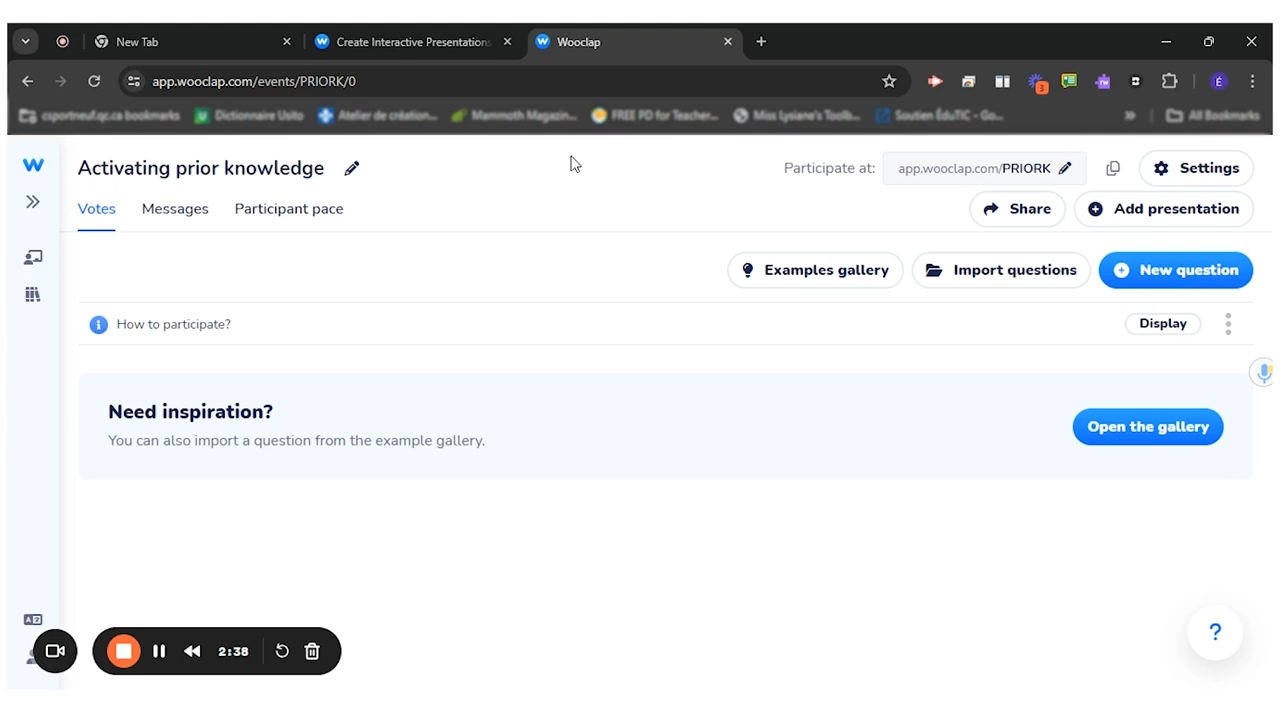 New Tab
Create Interactive Presentations
Wooclap
app.wooclap.com/events/PRIORK/0
3
TW
É
csportneuf.qc.ca bookmarks
Dictionnaire Usito
Atelier de création...
Mammoth Magazin...
FREE PD for Teacher...
Miss Lysiane's Toolb...
Soutien ÉduTIC - Go...
All Bookmarks
Activating prior knowledge
Participate at:
app.wooclap.com/PRIORK
Settings
Votes
Messages
Participant pace
Share
Add presentation
Examples gallery
Import questions
New question
How to participate?
Display
Need inspiration?
You can also import a question from the example gallery.
Open the gallery
2:38
?